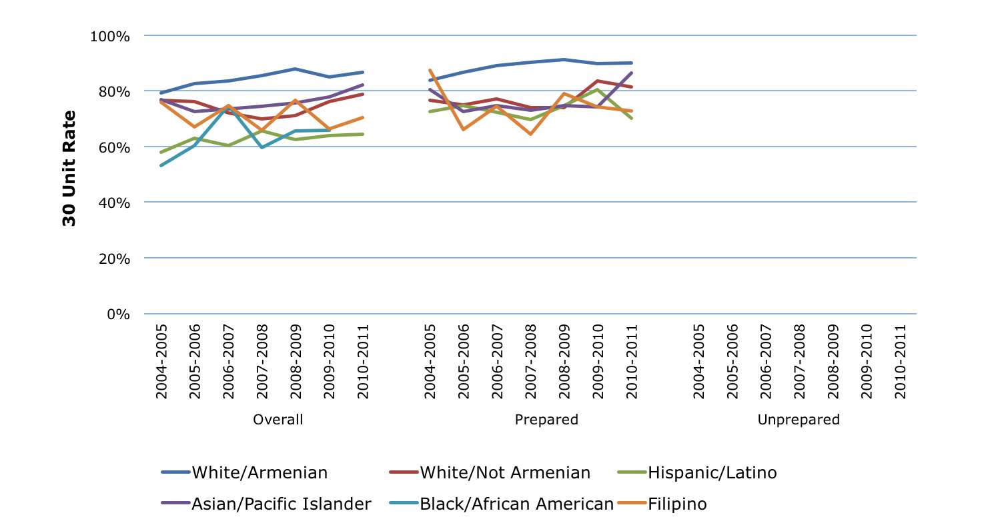 100%
80%
60%
40%
20%
0%
30 Unit Rate
2004-2005
2005-2006
2006-2007
2007-2008
2008-2009
2009-2010
2010-2011
2004-2005
2005-2006
2006-2007
2007-2008
2008-2009
2009-2010
2010-2011
2004-2005
2005-2006
2006-2007
2007-2008
2008-2009
2009-2010
2010-2011
Overall
Prepared
Unprepared
White/Armenian
White/Not Armenian
Hispanic/Latino
Asian/Pacific Islander
Black/African American
Filipino